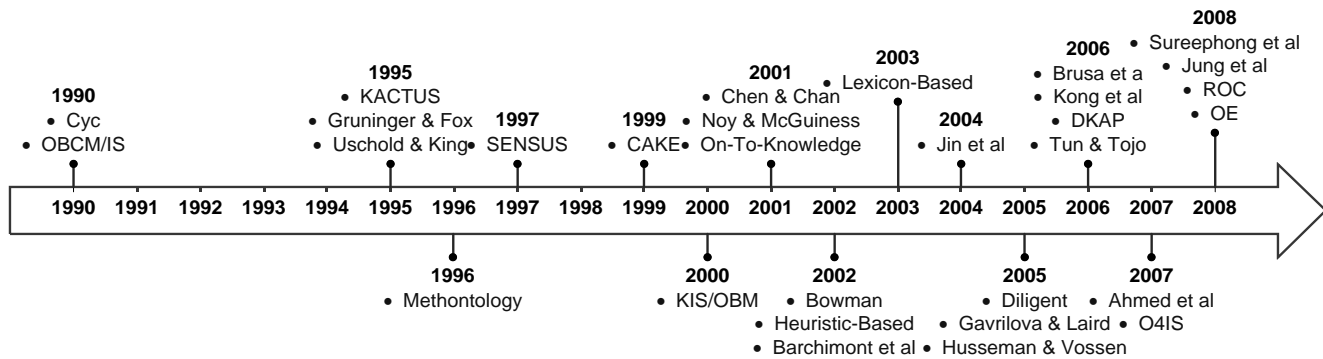 1990
• Cyc
• OBCM/IS
1995
• KACTUS
• Gruninger & Fox
• Uschold & King
1997
• SENSUS
1999
• CAKE
2001
• Chen & Chan
• Noy & McGuiness
• On-To-Knowledge
2003
• Lexicon-Based
2004
• Jin et al
2006
• Brusa et a
• Kong et al
• DKAP
• Tun & Tojo
2008
• Sureephong et al
• Jung et al
• ROC
• OE
1990 1991 1992 1993 1994 1995 1996 1997 1998 1999 2000 2001 2002 2003 2004 2005 2006 2007 2008
1996
• Methontology
2000
• KIS/OBM
2002
• Bowman
• Heuristic-Based
• Barchimont et al
2005
• Diligent
• Gavrilova & Laird
• Husseman & Vossen
2007
• Ahmed et al
• O4IS